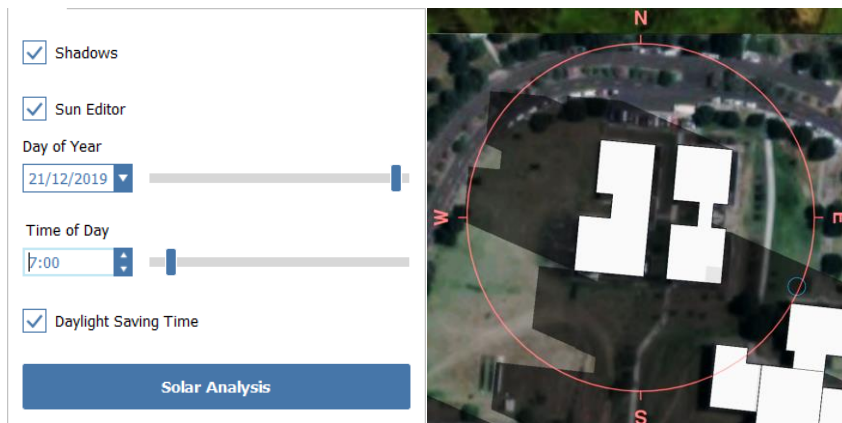 Shadows
Sun Editor
Day of Year
21/12/2019
Time of Day
7:00
Daylight Saving Time
Solar Analysis
N
W
E
S